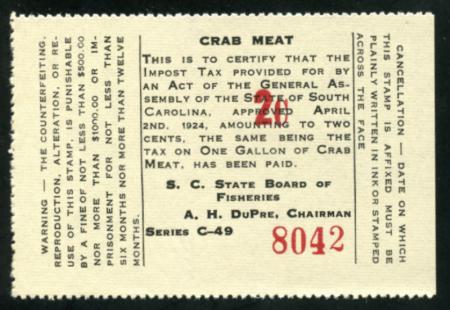 WARNING — THE COUNTERFEITING,
REPRODUCTION, ALTERATION, OR RE-
USE OF THIS STAMP, IS PUNISHABLE
BY A FINE OF NOT LESS THAN $500.00
NOR MORE THAN $1000.00 OR IM-
PRISONMENT FOR NOT LESS THAN
SIX MONTHS NOR MORE THAN TWELVE
MONTHS.
CRAB MEAT
THIS IS TO CERTIFY THAT THE
IMPOST TAX PROVIDED FOR BY
AN ACT OF THE GENERAL AS-
SEMBLY OF THE STATE OF SOUTH
CAROLINA, APPROVED APRIL
2ND, 1924, AMOUNTING TO TWO
CENTS, THE SAME BEING THE
TAX ON ONE GALLON OF CRAB
MEAT, HAS BEEN PAID.
S. C. STATE BOARD OF
FISHERIES
A. H. DUPRE, CHAIRMAN
SERIES C-49
8042
CANCELLATION — DATE ON WHICH
THIS STAMP IS AFFIXED MUST BE
PLAINLY WRITTEN IN INK OR STAMPED
ACROSS THE FACE